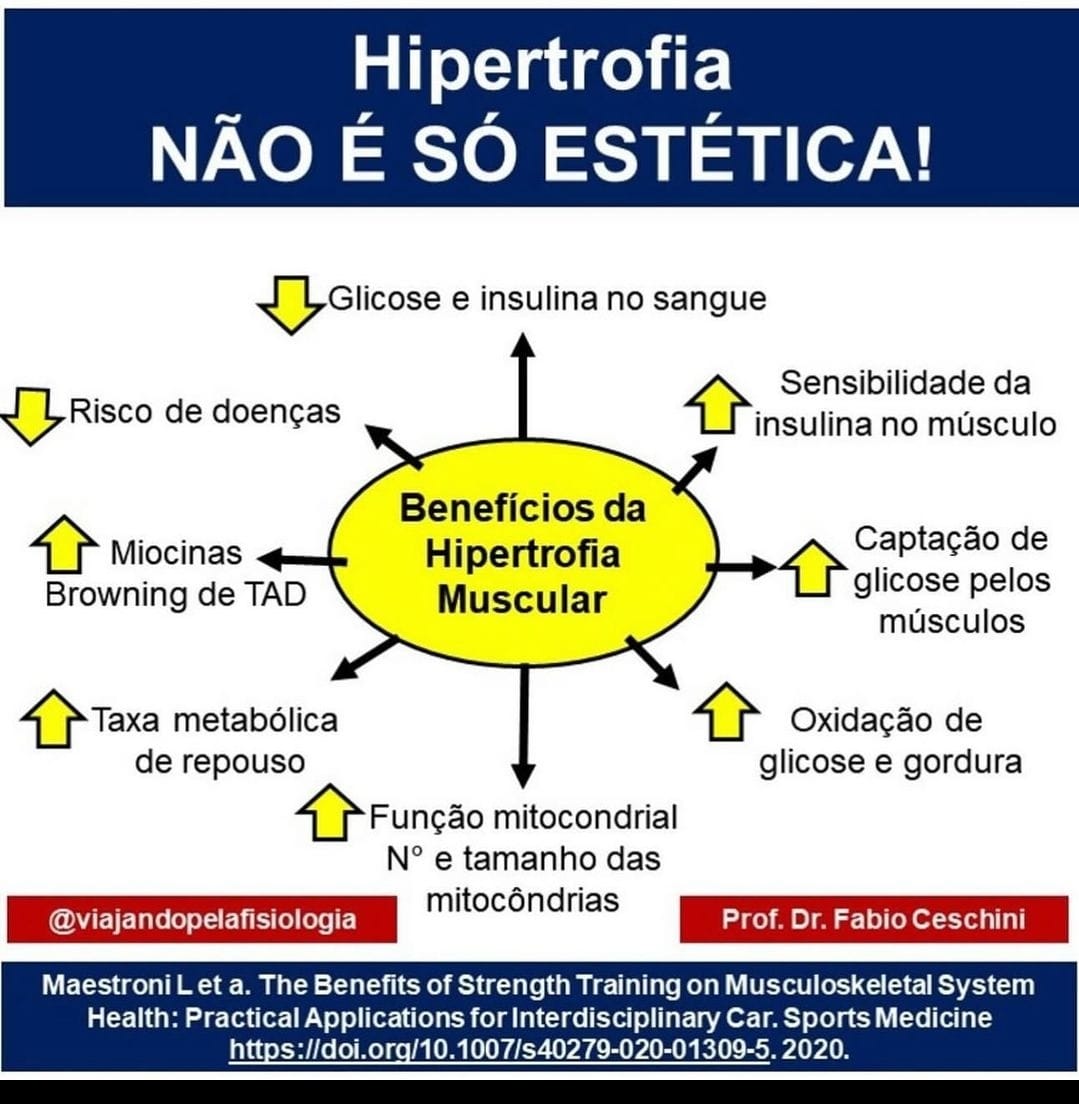 Hipertrofia
NÃO É SÓ ESTÉTICA!
Glicose e insulina no sangue
Sensibilidade da
insulina no músculo
Risco de doenças
Benefícios da
Hipertrofia
Muscular
Captação de
glicose pelos
músculos
Miocinas
Browning de TAD
Taxa metabólica
de repouso
Oxidação de
glicose e gordura
Função mitocondrial
N° e tamanho das
mitocôndrias
@viajandopelafisiologia
Prof. Dr. Fabio Ceschini
Maestroni L et a. The Benefits of Strength Training on Musculoskeletal System
Health: Practical Applications for Interdisciplinary Car. Sports Medicine
https://doi.org/10.1007/s40279-020-01309-5. 2020.